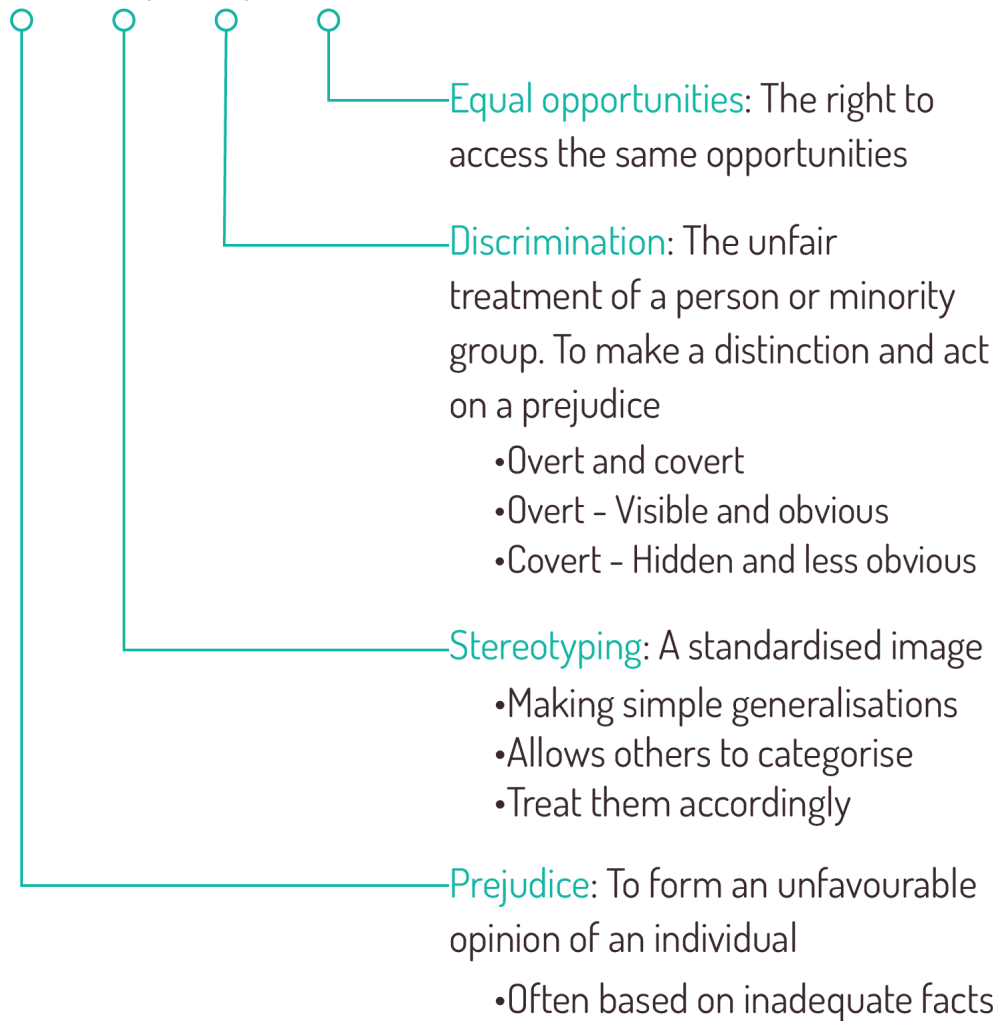 Equal opportunities: The right to
access the same opportunities
Discrimination: The unfair
treatment of a person or minority
group. To make a distinction and act
on a prejudice
•Overt and covert
•Overt - Visible and obvious
•Covert - Hidden and less obvious
Stereotyping: A standardised image
•Making simple generalisations
•Allows others to categorise
•Treat them accordingly
Prejudice: To form an unfavourable
opinion of an individual
•Often based on inadequate facts